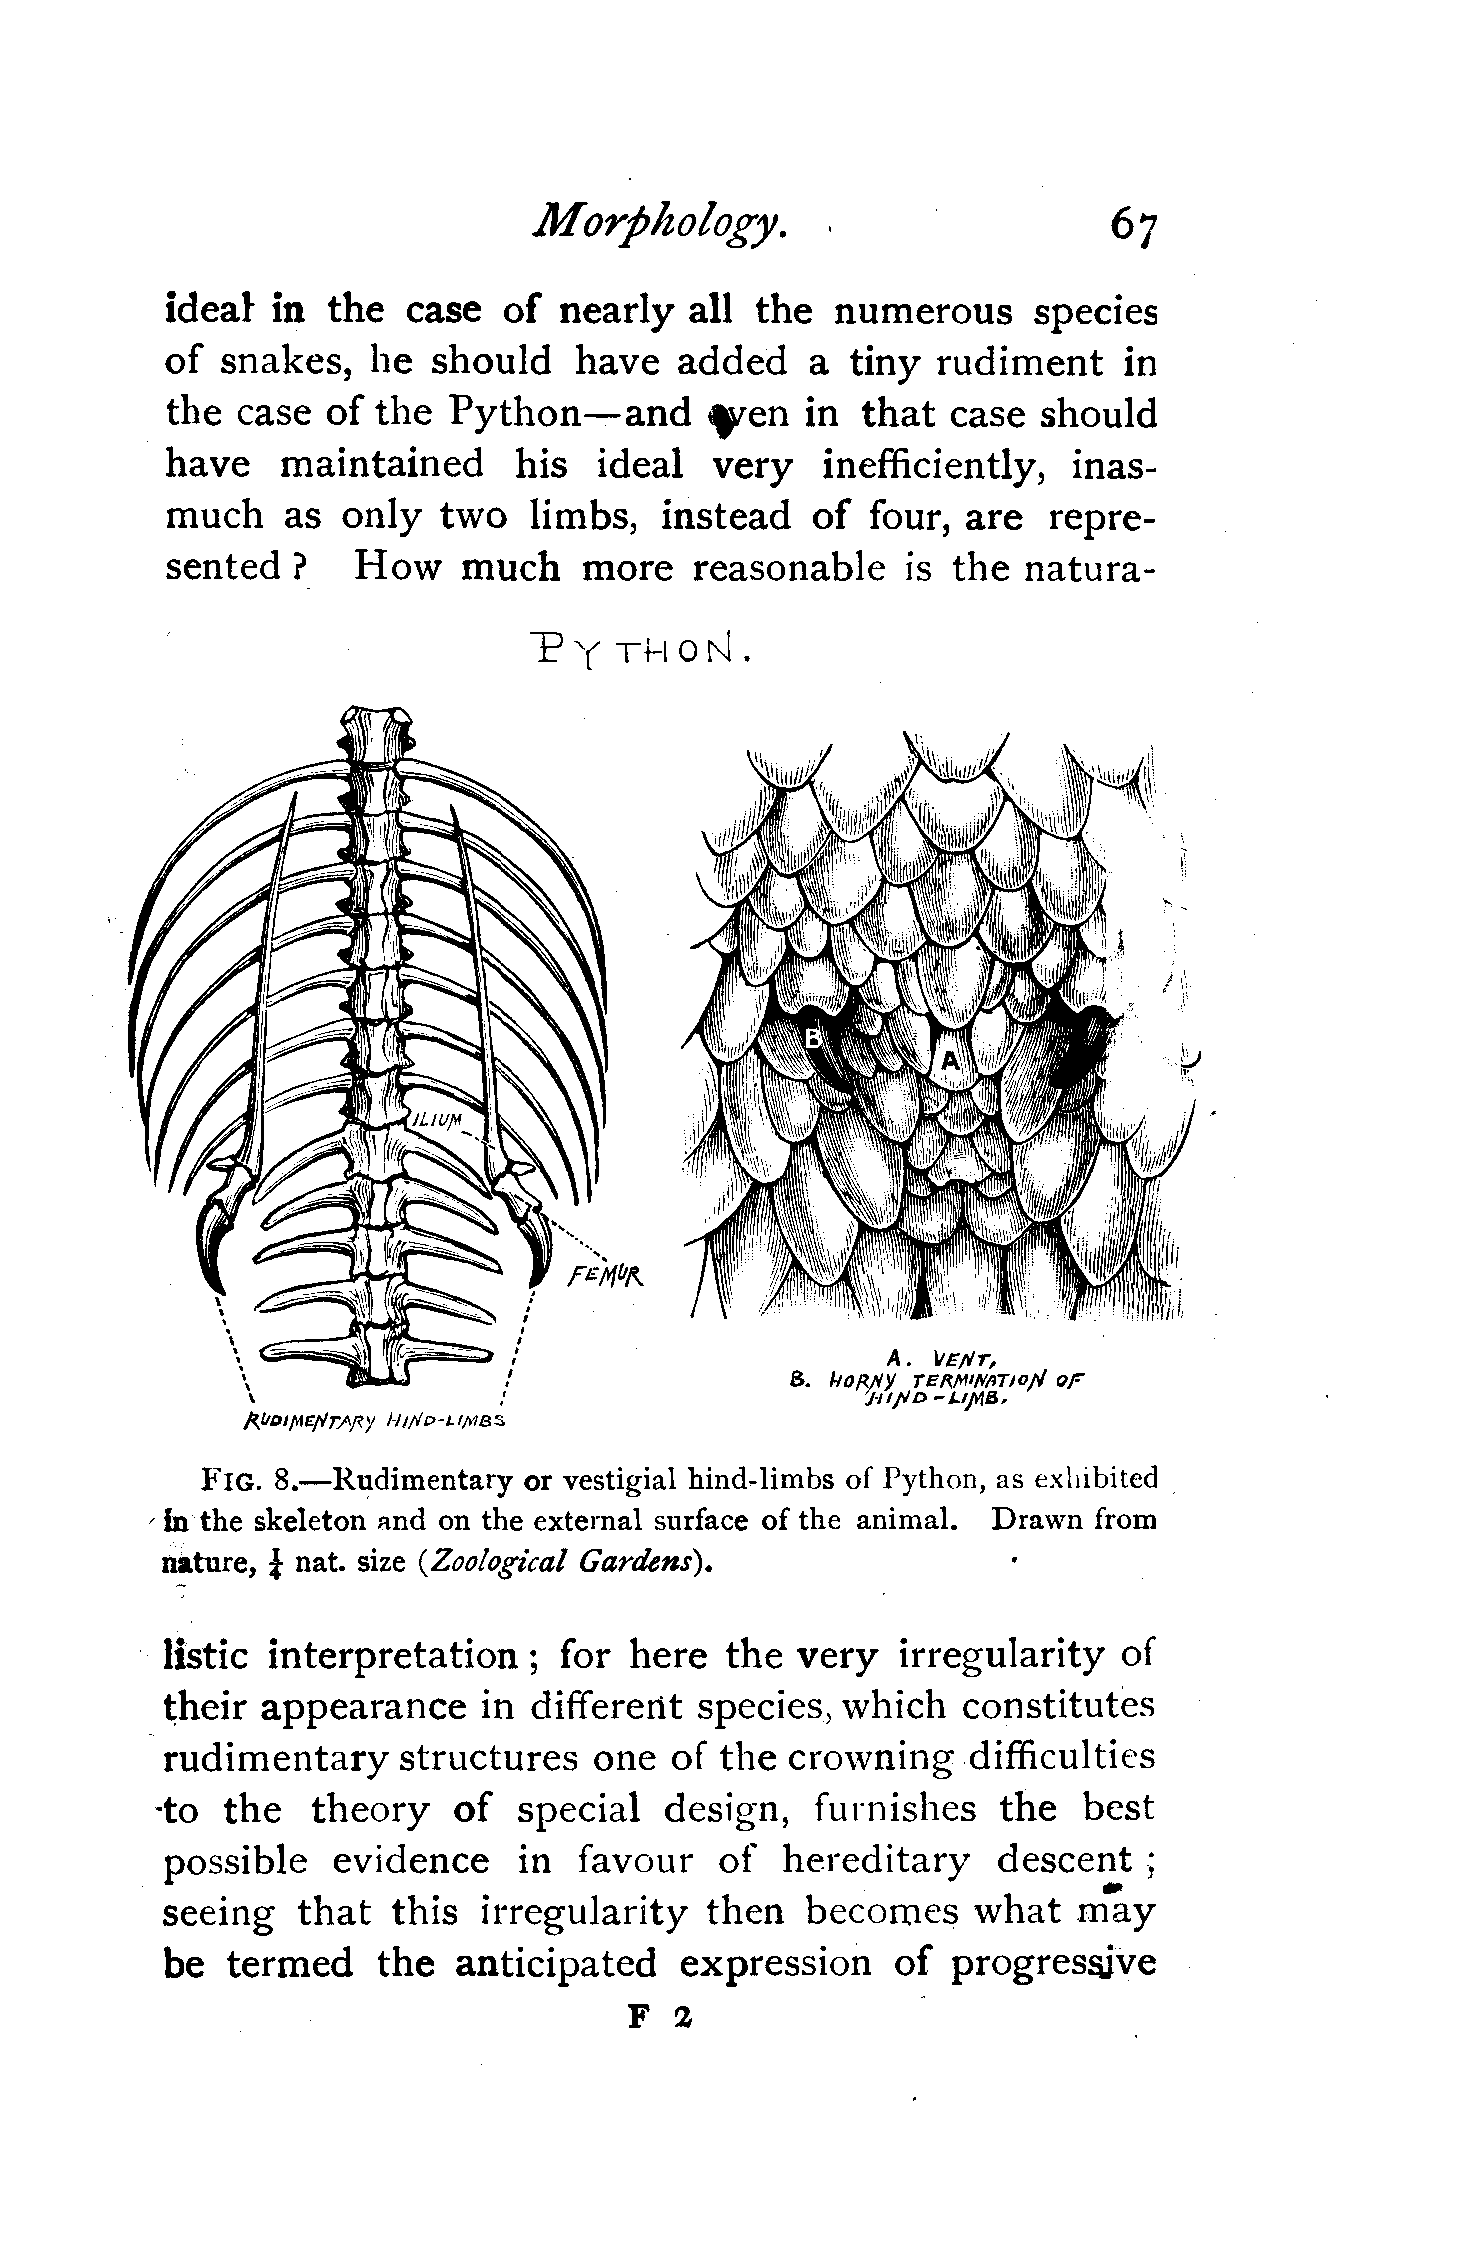 Morphology. 67
ideal in the case of nearly all the numerous species
of snakes, he should have added a tiny rudiment in
the case of the Python—and even in that case should
have maintained his ideal very inefficiently, inas-
much as only two limbs, instead of four, are repre-
sented ? How much more reasonable is the natura-
PYTHON.
ILIUM
FEMUR
RUDIMENTARY HIND-LIMBS
B
A
A. VENT,
B. HORNY TERMINATION OF
HIND-LIMB.
FIG. 8.—Rudimentary or vestigial hind-limbs of Python, as exhibited
in the skeleton and on the external surface of the animal. Drawn from
nature, ¼ nat. size (Zoological Gardens).
listic interpretation ; for here the very irregularity of
their appearance in different species, which constitutes
rudimentary structures one of the crowning difficulties
to the theory of special design, furnishes the best
possible evidence in favour of hereditary descent ;
seeing that this irregularity then becomes what may
be termed the anticipated expression of progressive
F 2